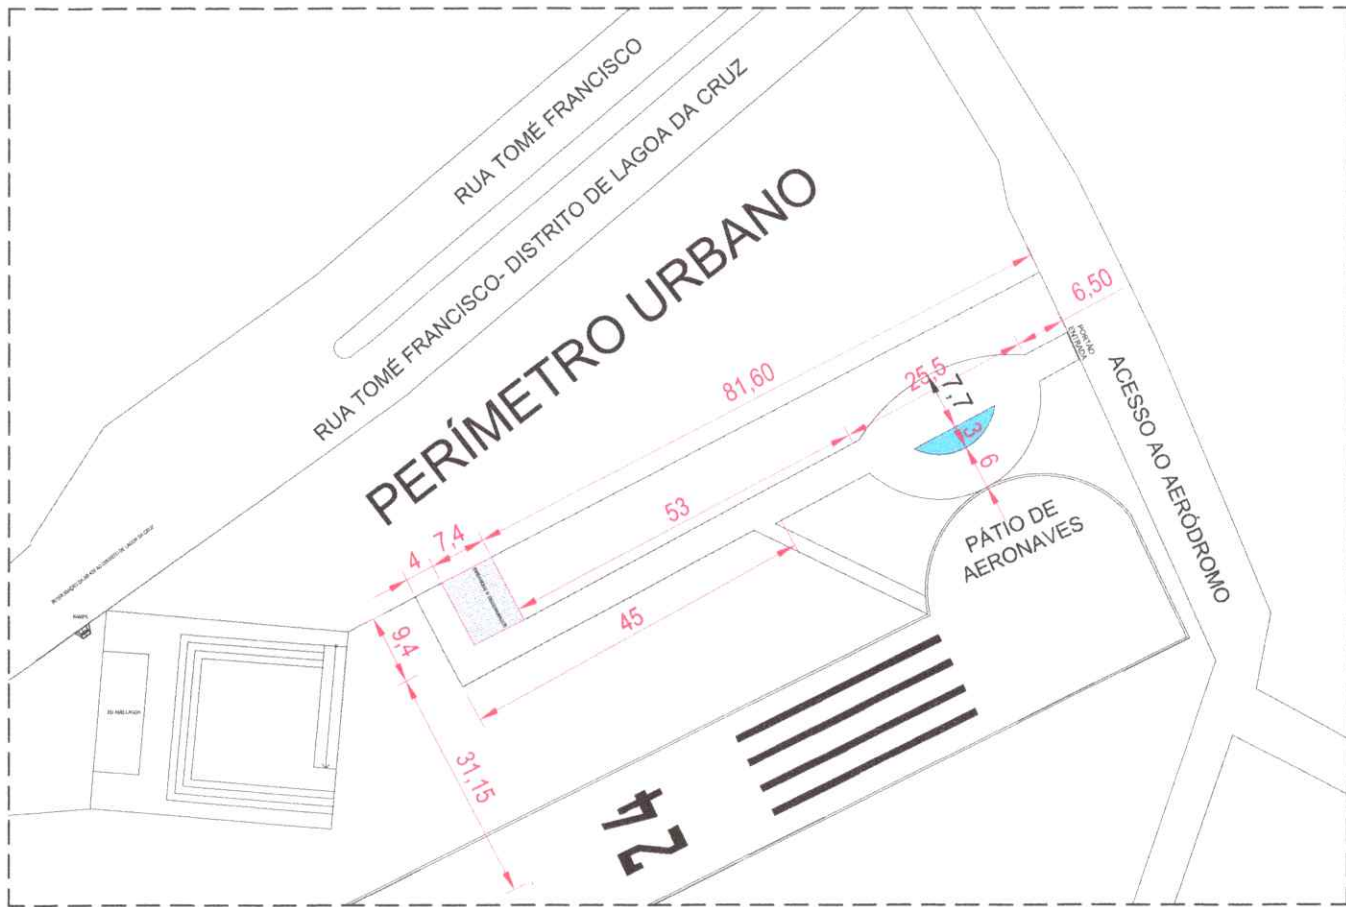 RUA TOMÉ FRANCISCO
RUA TOMÉ FRANCISCO- DISTRITO DE LAGOA DA CRUZ
PERÍMETRO URBANO
6,50
PORTÃO
ENTRADA
81,60
25,5
7,7
3
6
ACESSO AO AERÓDROMO
53
PÁTIO DE
AERONAVES
4
7,4
45
9,4
31,15
24